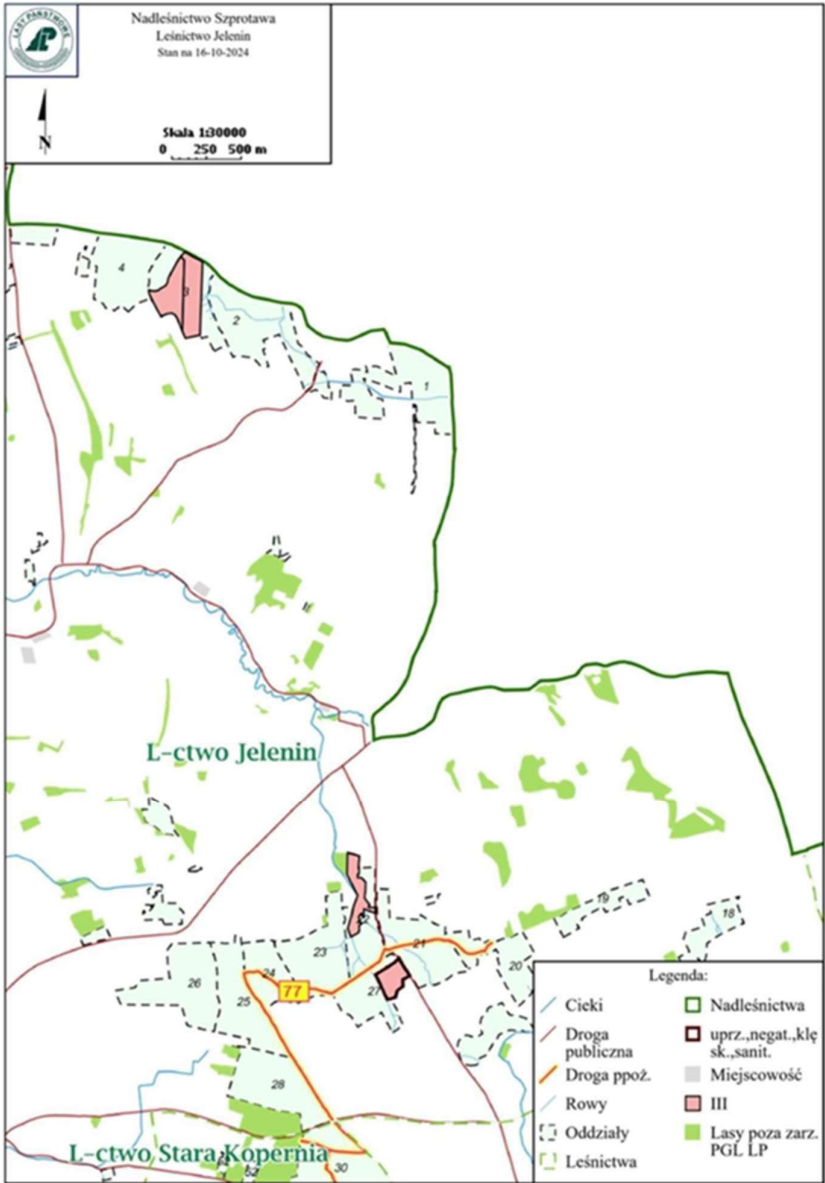 LASY PAŃSTWOWE
Nadleśnictwo Szprotawa
Leśnictwo Jelenin
Stan na 16-10-2024
N
Skala 1:30000
0 250 500 m
4
3
2
1
L-ctwo Jelenin
19
18
23
21
20
24
26
25
77
27
28
L-ctwo Stara Kopernia
30
Legenda:
Cieki
Droga publiczna
Droga ppoż.
Rowy
Oddziały
Leśnictwa
Nadleśnictwa
uprz.,negat.,klę
sk.,sanit.
Miejscowość
III
Lasy poza zarz.
PGL LP